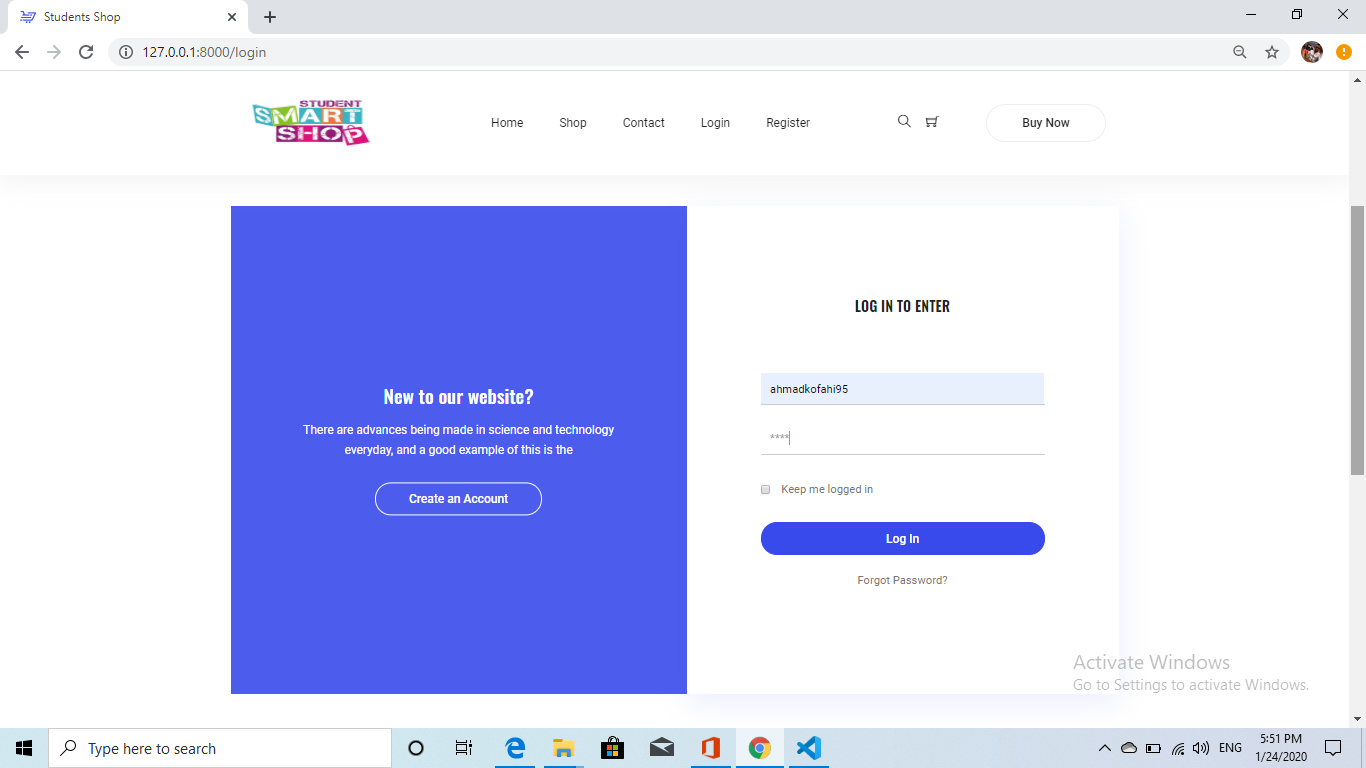 Students Shop
127.0.0.1:8000/login
STUDENT
SMART
SHOP
Home
Shop
Contact
Login
Register
Buy Now
LOG IN TO ENTER
New to our website?
There are advances being made in science and technology
everyday, and a good example of this is the
Create an Account
ahmadkofahi95
****
Keep me logged in
Log In
Forgot Password?
Activate Windows
Go to Settings to activate Windows.
Type here to search
ENG
5:51 PM
1/24/2020